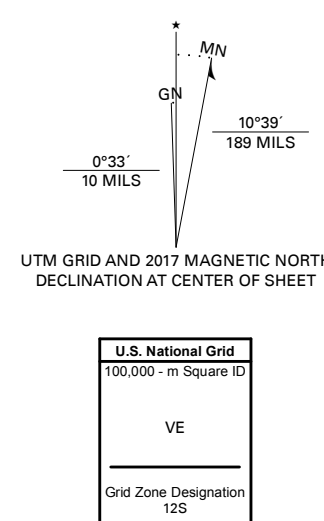 ★
MN
GN
10°39´
189 MILS
0°33´
10 MILS
UTM GRID AND 2017 MAGNETIC NORTH
DECLINATION AT CENTER OF SHEET
U.S. National Grid
100,000 - m Square ID
VE
Grid Zone Designation
12S